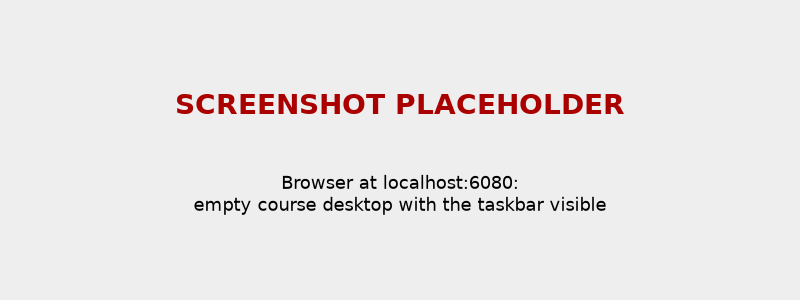 SCREENSHOT PLACEHOLDER
Browser at localhost:6080:
empty course desktop with the taskbar visible